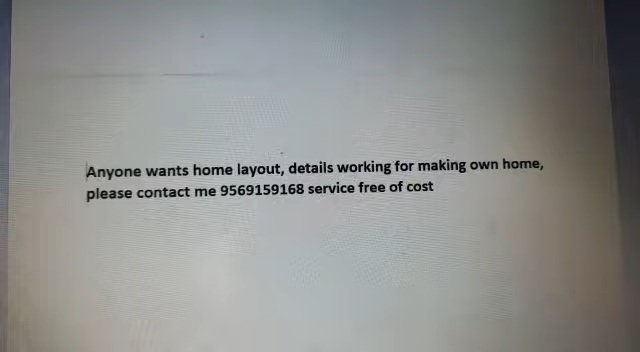 Anyone wants home layout, details working for making own home,
please contact me 9569159168 service free of cost